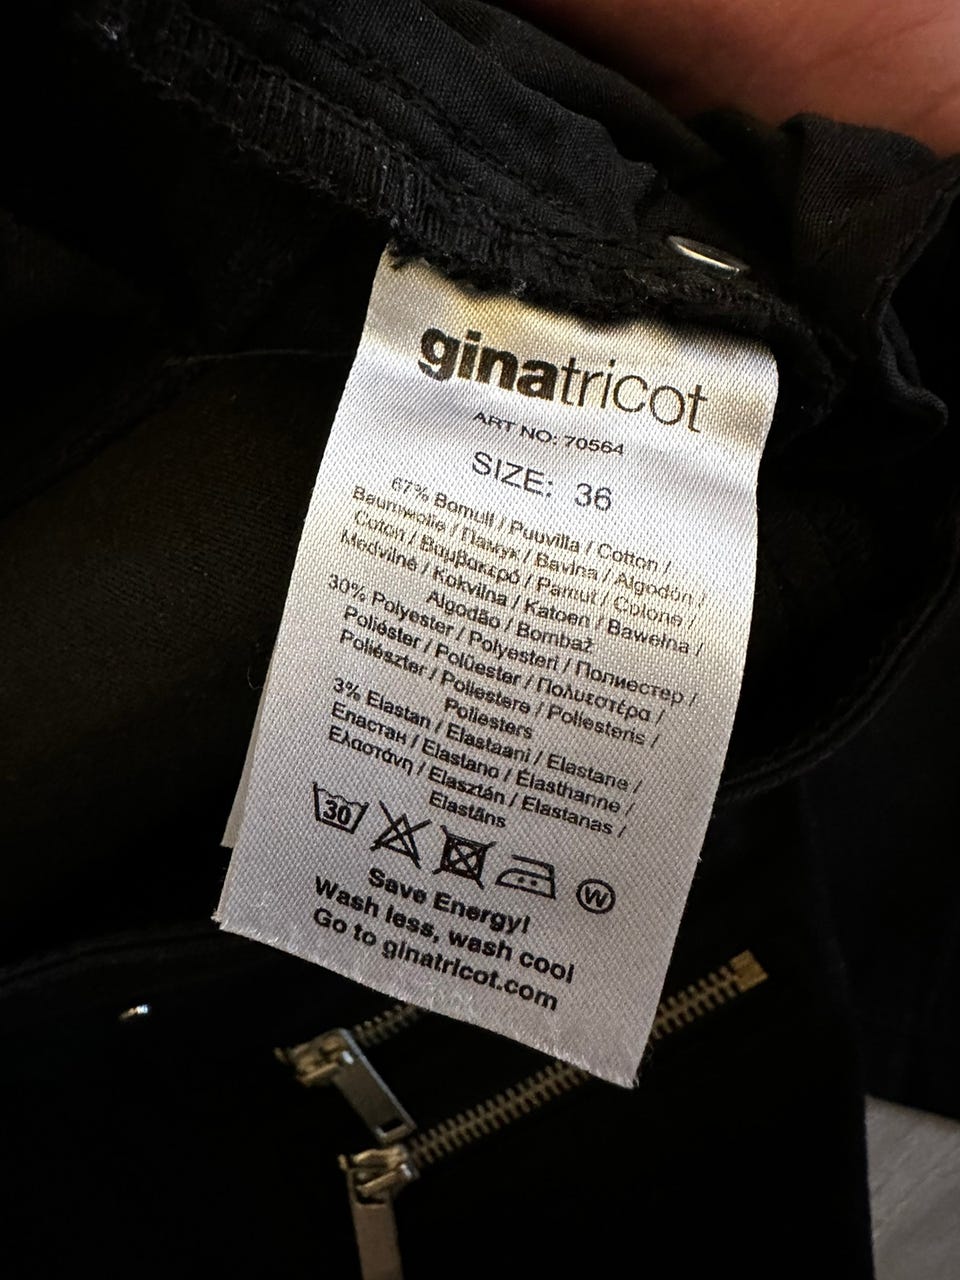 ginatricot
ART NO: 70564
SIZE: 36
67% Bomull / Puuvilla / Cotton /
Baumwolle / Памук / Bavlna / Algodón /
Coton / Βαμβακερό / Pamut / Cotone /
Medvilnė / Kokvilna / Katoen / Bawełna /
Algodão / Bombaž
30% Polyester / Polyesteri / Полиестер /
Poliéster / Polüester / Πολυεστέρα /
Poliészter / Poliestere / Poliesteris /
Poliesters
3% Elastan / Elastaani / Elastane /
Еластан / Elastano / Élasthanne /
Ελαστάνη / Elasztán / Elastanas /
Elastāns
30
W
Save Energy!
Wash less, wash cool
Go to ginatricot.com